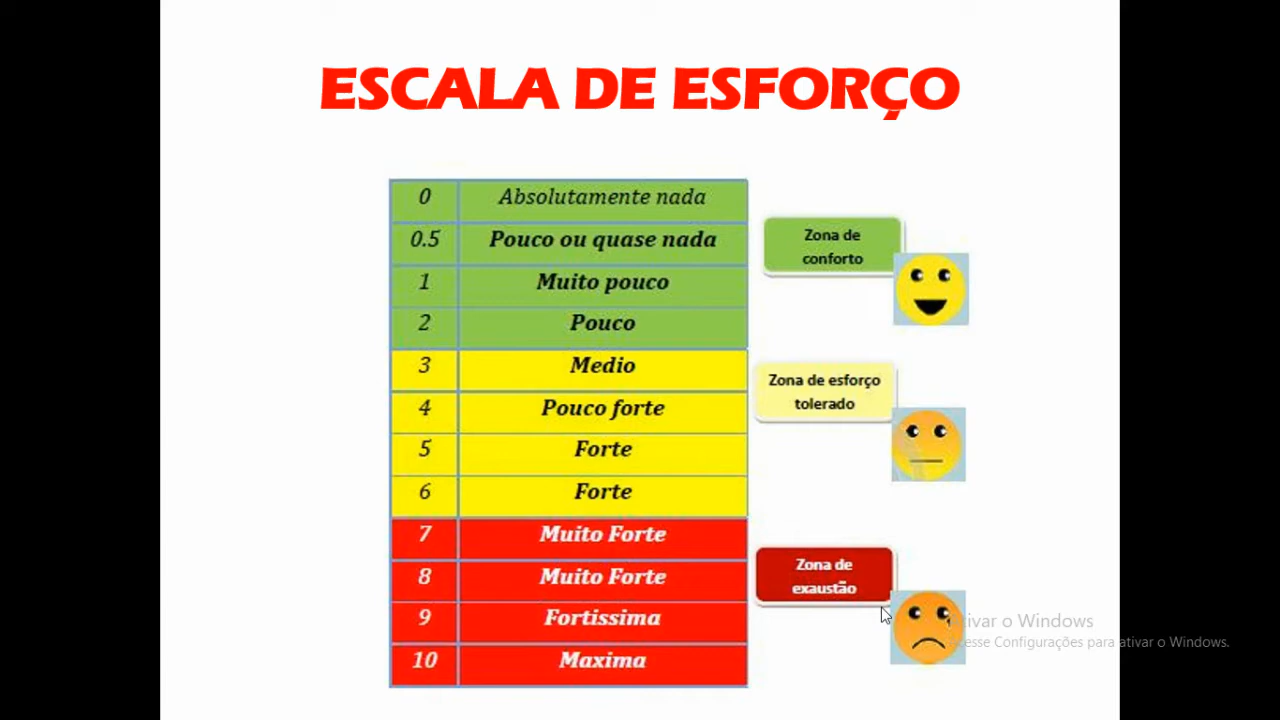 ESCALA DE ESFORÇO
0 Absolutamente nada
0.5 Pouco ou quase nada
1 Muito pouco
2 Pouco
Zona de
conforto
3 Medio
4 Pouco forte
5 Forte
6 Forte
Zona de esforço
tolerado
7 Muito Forte
8 Muito Forte
9 Fortissima
10 Maxima
Zona de
exaustão
Ativar o Windows
Acesse Configurações para ativar o Windows.